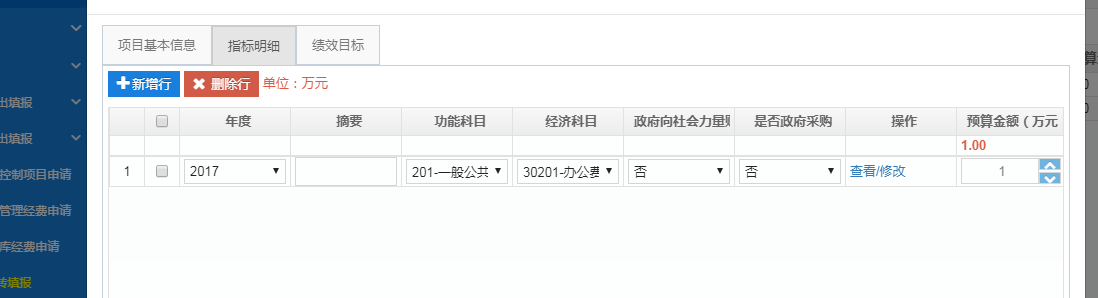 项目基本信息 指标明细 绩效目标
新增行 删除行 单位：万元
年度 摘要 功能科目 经济科目 政府向社会力量购 是否政府采购 操作 预算金额（万元
1.00
1 2017 201-一般公共 30201-办公费 否 否 查看/修改 1
出填报
出填报
控制项目申请
管理经费申请
库经费申请
转填报
算
0
0